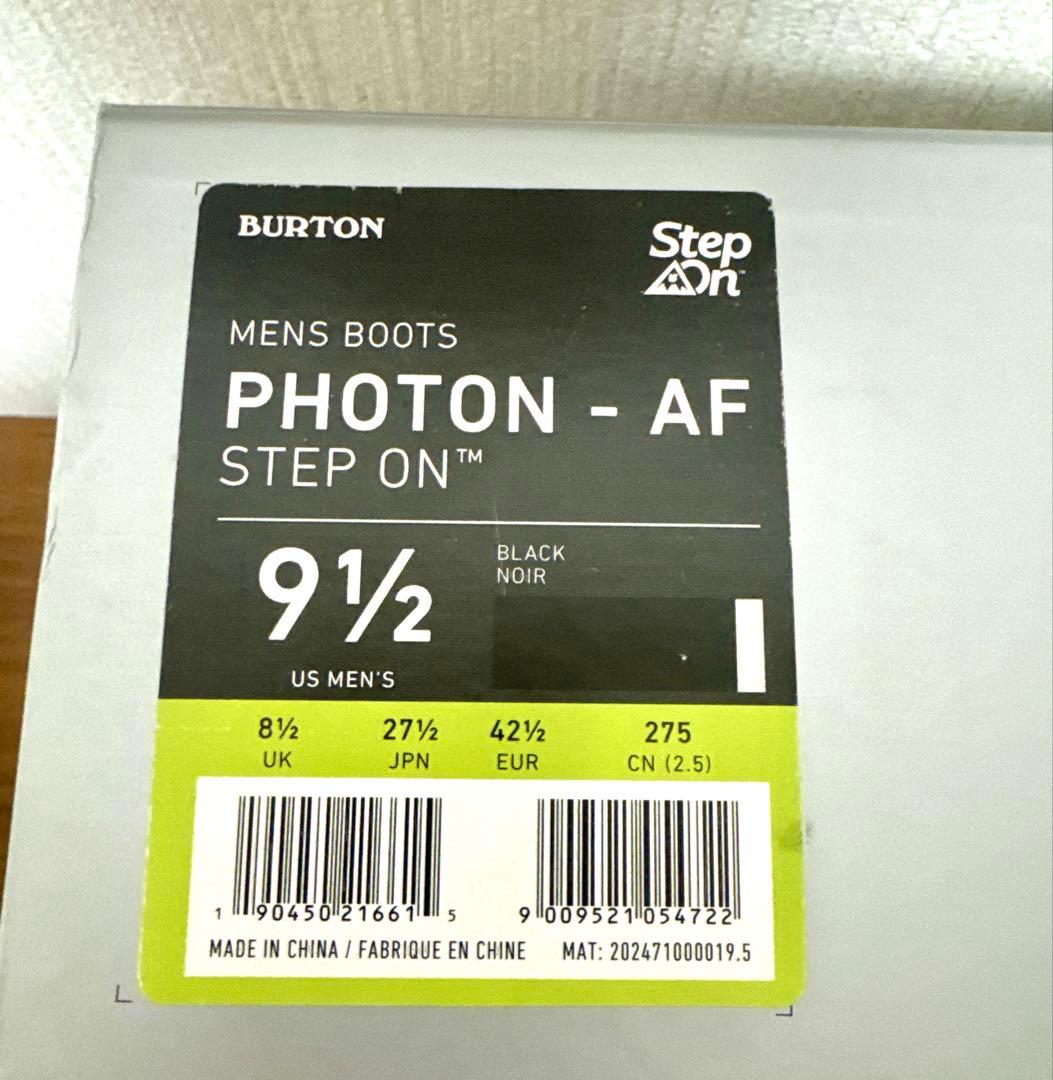 BURTON
Step On™
MENS BOOTS
PHOTON - AF
STEP ON™
9½
US MEN'S
BLACK
NOIR
8½ 27½ 42½ 275
UK JPN EUR CN (2.5)
1 90450 21661 5 9 009521 054722
MADE IN CHINA / FABRIQUE EN CHINE MAT: 202471000019.5